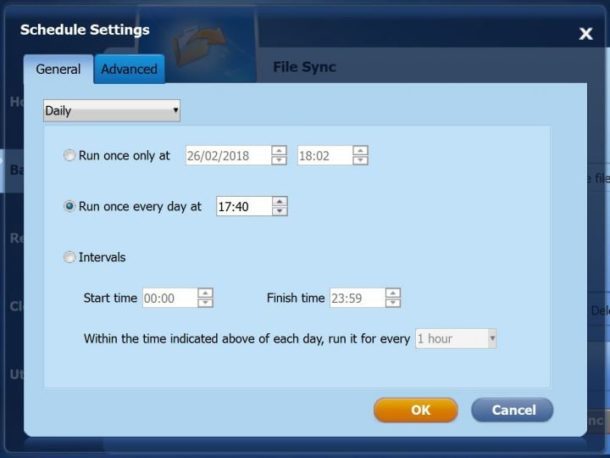 Schedule Settings
X
General
Advanced
File Sync
Daily
Run once only at 26/02/2018 18:02
Run once every day at 17:40
Intervals
Start time 00:00 Finish time 23:59
Within the time indicated above of each day, run it for every 1 hour
OK
Cancel